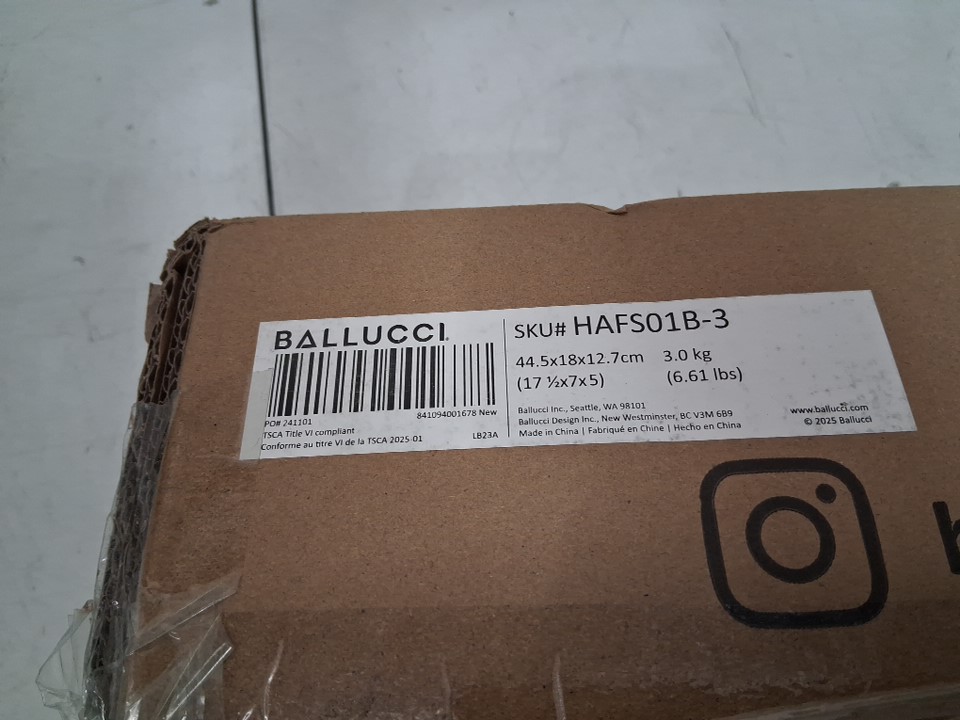 BALLUCCI
841094001678 New
PO# 241101
TSCA Title VI compliant
Conforme au titre VI de la TSCA 2025-01
LB23A
SKU# HAFS01B-3
44.5x18x12.7cm 3.0 kg
(17 ½x7x5) (6.61 lbs)
Ballucci Inc., Seattle, WA 98101
Ballucci Design Inc., New Westminster, BC V3M 6B9
Made in China | Fabriqué en Chine | Hecho en China
www.ballucci.com
© 2025 Ballucci